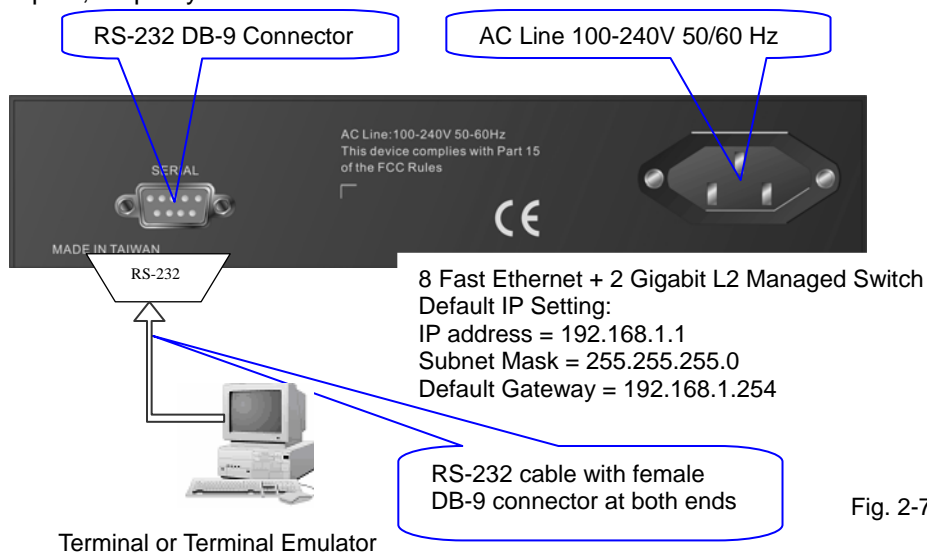 RS-232 DB-9 Connector
AC Line 100-240V 50/60 Hz
AC Line:100-240V 50-60Hz
This device complies with Part 15
of the FCC Rules
SERIAL
CE
MADE IN TAIWAN
RS-232
8 Fast Ethernet + 2 Gigabit L2 Managed Switch
Default IP Setting:
IP address = 192.168.1.1
Subnet Mask = 255.255.255.0
Default Gateway = 192.168.1.254
RS-232 cable with female
DB-9 connector at both ends
Fig. 2-7
Terminal or Terminal Emulator